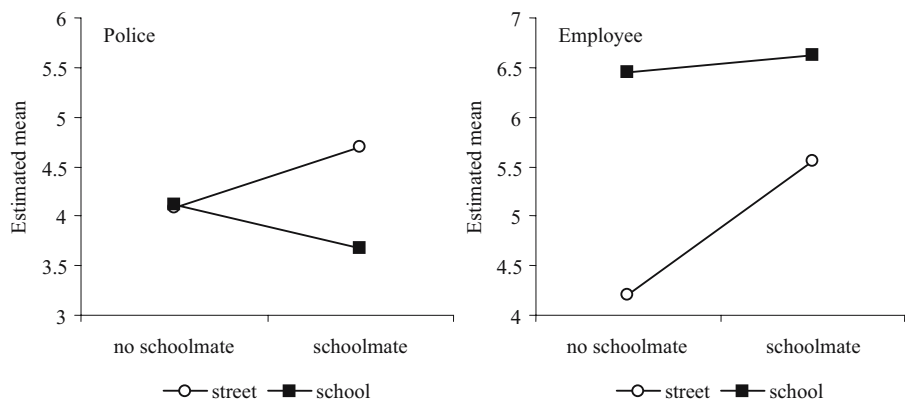 Police
Estimated mean
6
5.5
5
4.5
4
3.5
3
no schoolmate
schoolmate
street
school
Employee
Estimated mean
7
6.5
6
5.5
5
4.5
4
no schoolmate
schoolmate
street
school